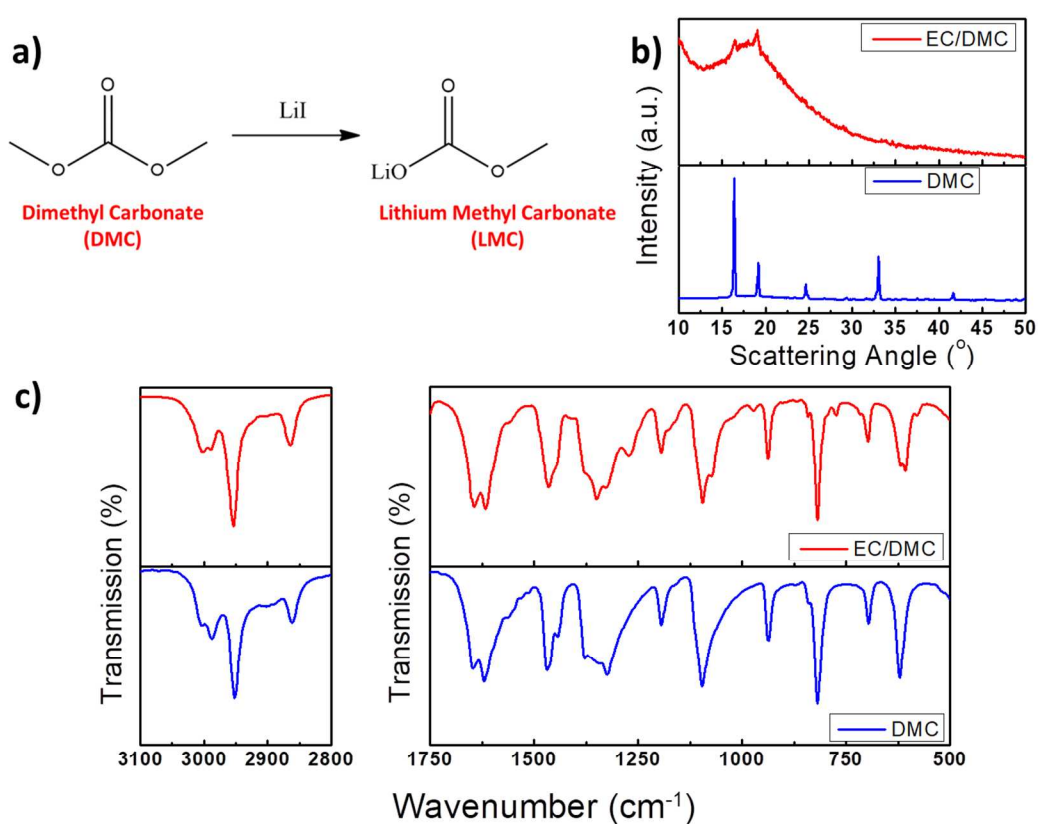 a)
O
O
O
LiI
O
LiO
O
Dimethyl Carbonate
(DMC)
Lithium Methyl Carbonate
(LMC)
b)
EC/DMC
DMC
Intensity (a.u.)
10 15 20 25 30 35 40 45 50
Scattering Angle (°)
c)
Transmission (%)
Transmission (%)
EC/DMC
Transmission (%)
Transmission (%)
DMC
3100 3000 2900 2800
1750 1500 1250 1000 750 500
Wavenumber (cm⁻¹)